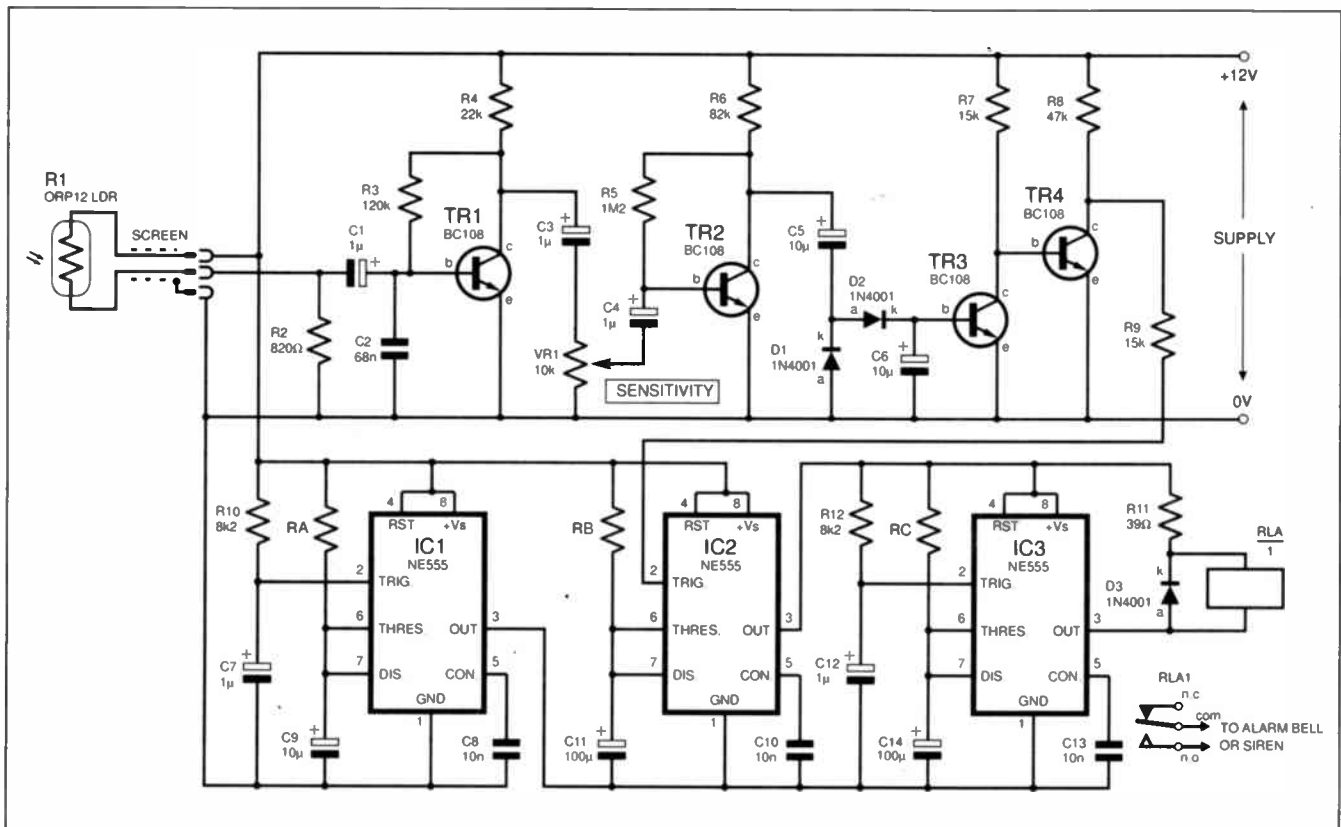 +12V
R4
22k
R6
82k
R7
15k
R8
47k
R1
ORP12 LDR
SCREEN
R3
120k
C1
1µ
+
TR1
BC108
b
c
e
C3
1µ
+
R5
1M2
TR2
BC108
b
c
e
C4
1µ
+
C5
10µ
+
D2
1N4001
a
k
TR3
BC108
b
c
e
TR4
BC108
b
c
e
SUPPLY
R2
820Ω
C2
68n
VR1
10k
SENSITIVITY
D1
1N4001
k
a
C6
10µ
+
R9
15k
0V
R10
8k2
RA
4
8
RST
+Vs
IC1
NE555
2
TRIG
6
THRES.
OUT
3
7
DIS
CON
5
GND
1
C7
1µ
+
C9
10µ
+
C8
10n
RB
4
8
RST
+Vs
IC2
NE555
2
TRIG
6
THRES.
OUT
3
7
DIS
CON
5
GND
1
C11
100µ
+
C10
10n
R12
8k2
RC
4
8
RST
+Vs
IC3
NE555
2
TRIG
6
THRES.
OUT
3
7
DIS
CON.
5
GND
1
C12
1µ
+
C14
100µ
+
C13
10n
R11
39Ω
RLA
1
D3
1N4001
k
a
RLA1
n.c
com
TO ALARM BELL
OR SIREN
n.o